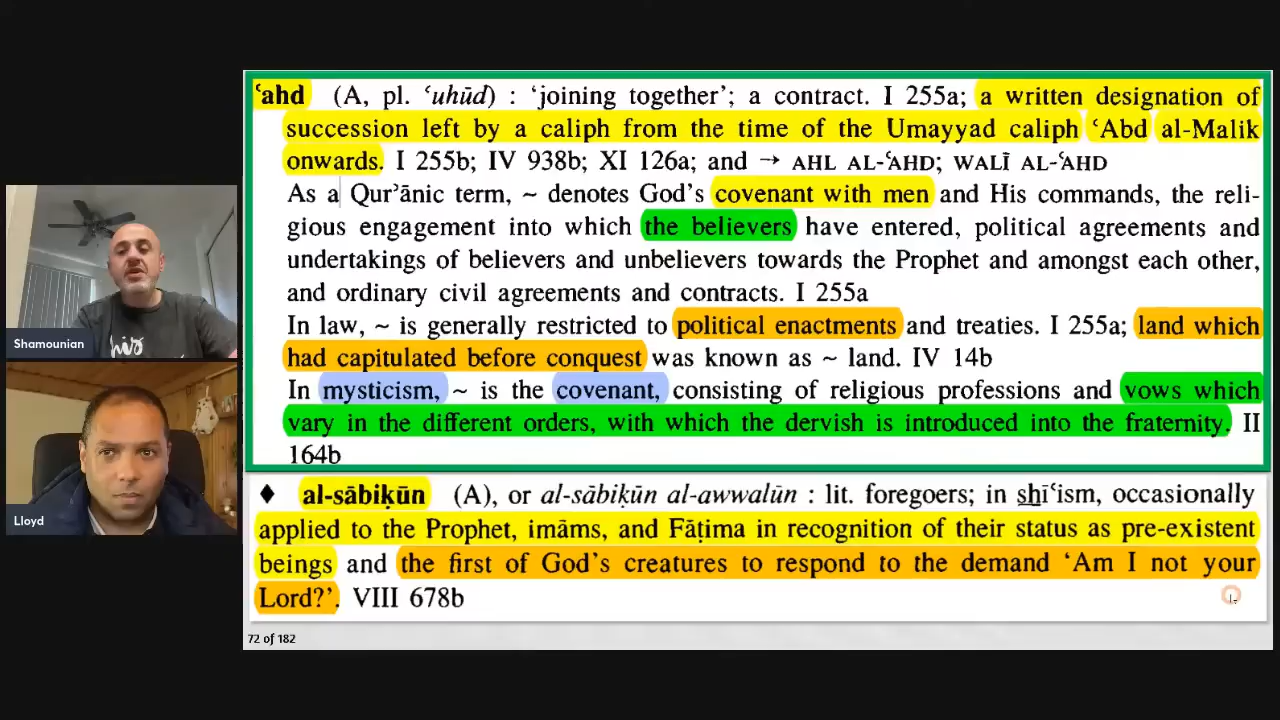 ʿahd (A, pl. ʿuhūd) : ‘joining together’; a contract. I 255a; a written designation of
succession left by a caliph from the time of the Umayyad caliph ʿAbd al-Malik
onwards. I 255b; IV 938b; XI 126a; and → AHL AL-ʿAHD; WALĪ AL-ʿAHD
As a Qurʾānic term, ~ denotes God’s covenant with men and His commands, the reli-
gious engagement into which the believers have entered, political agreements and
undertakings of believers and unbelievers towards the Prophet and amongst each other,
and ordinary civil agreements and contracts. I 255a
In law, ~ is generally restricted to political enactments and treaties. I 255a; land which
had capitulated before conquest was known as ~ land. IV 14b
In mysticism, ~ is the covenant, consisting of religious professions and vows which
vary in the different orders, with which the dervish is introduced into the fraternity. II
164b
♦ al-sābiḳūn (A), or al-sābiḳūn al-awwalūn : lit. foregoers; in shīʿism, occasionally
applied to the Prophet, imāms, and Fāṭima in recognition of their status as pre-existent
beings and the first of God’s creatures to respond to the demand ‘Am I not your
Lord?’. VIII 678b
72 of 182
his
Shamounian
Lloyd